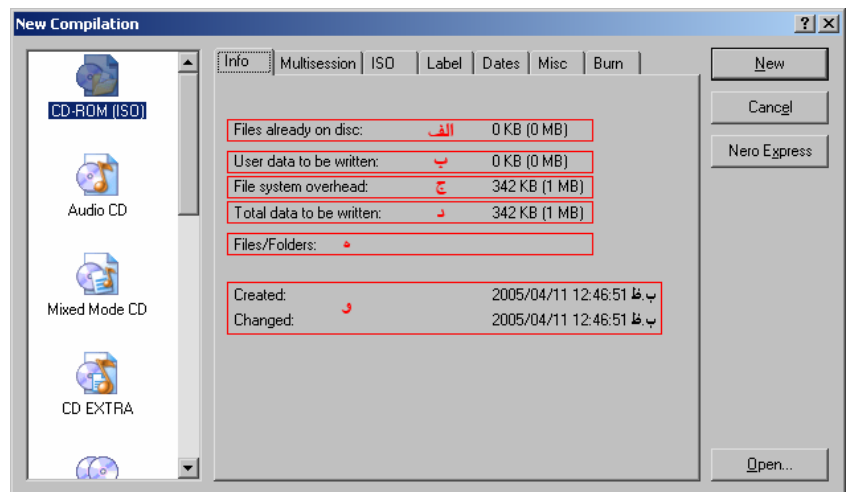 New Compilation
CD-ROM (ISO)
Audio CD
Mixed Mode CD
CD EXTRA
Info Multisession ISO Label Dates Misc Burn
Files already on disc: الف 0 KB (0 MB)
User data to be written: ب 0 KB (0 MB)
File system overhead: ج 342 KB (1 MB)
Total data to be written: د 342 KB (1 MB)
Files/Folders: ه
Created: 2005/04/11 12:46:51 ب.ظ
و
Changed: 2005/04/11 12:46:51 ب.ظ
New
Cancel
Nero Express
Open...